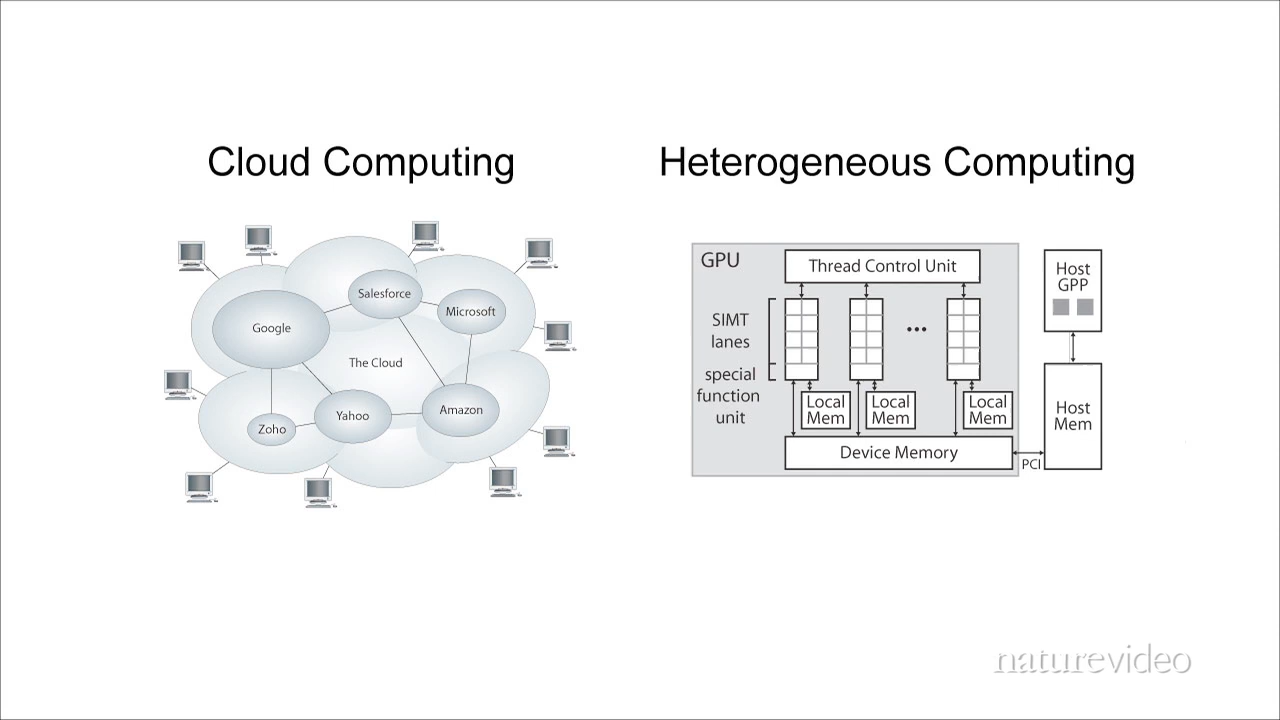 Cloud Computing
Heterogeneous Computing
Salesforce
Microsoft
Google
The Cloud
Yahoo
Amazon
Zoho
GPU
Thread Control Unit
SIMT
lanes
•••
special
function
unit
Local
Mem
Local
Mem
Local
Mem
Device Memory
PCI
Host
GPP
Host
Mem
naturevideo